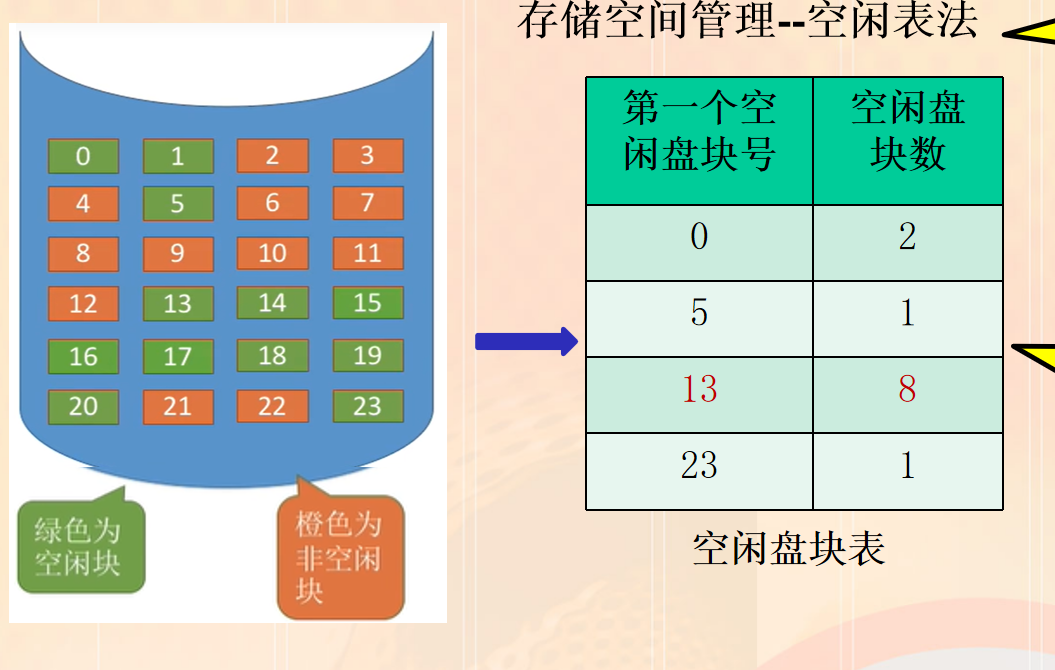 存储空间管理--空闲表法
0 1 2 3
4 5 6 7
8 9 10 11
12 13 14 15
16 17 18 19
20 21 22 23
绿色为
空闲块
橙色为
非空闲
块
第一个空
闲盘块号
空闲盘
块数
0 2
5 1
13 8
23 1
空闲盘块表